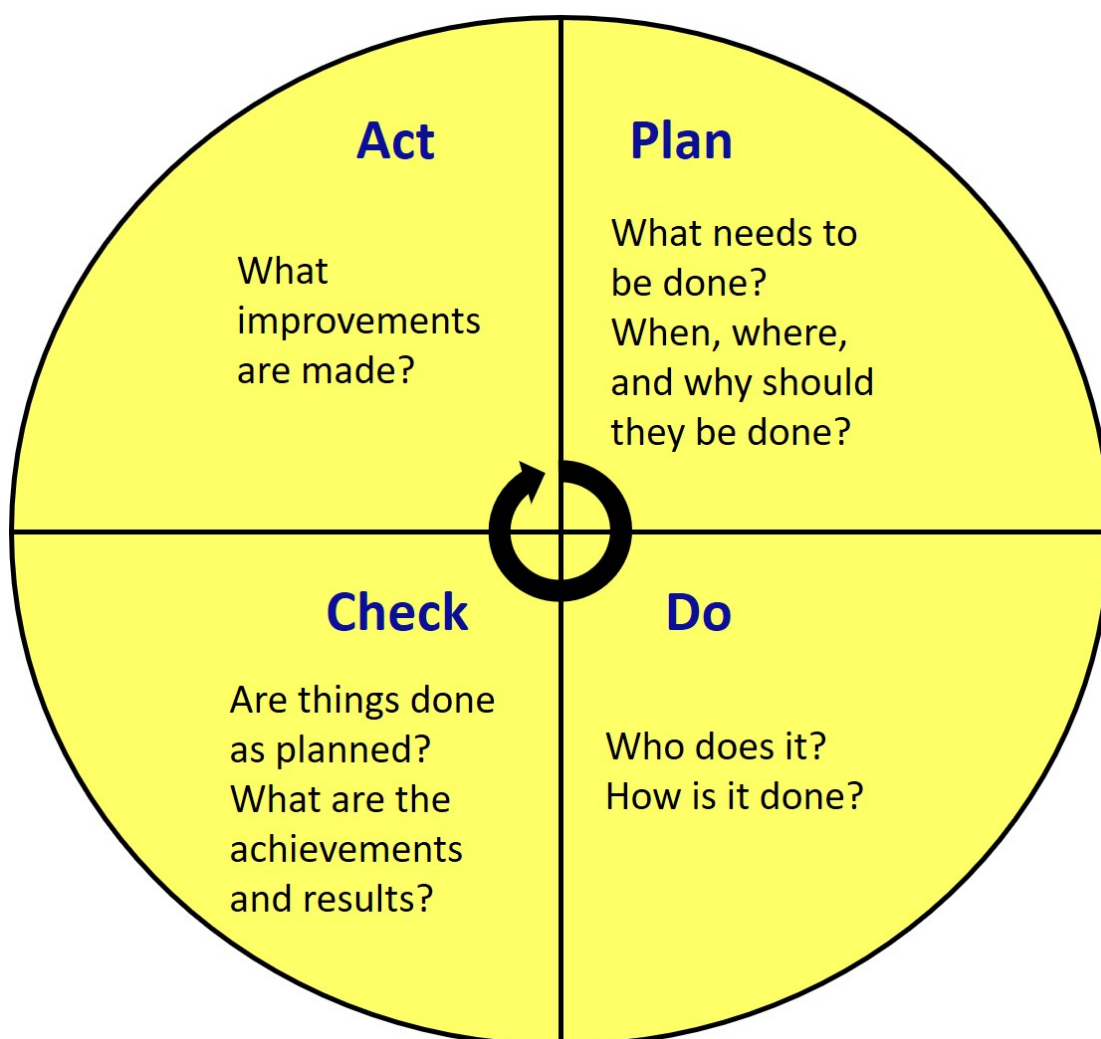 Act
What
improvements
are made?
Plan
What needs to
be done?
When, where,
and why should
they be done?
Check
Are things done
as planned?
What are the
achievements
and results?
Do
Who does it?
How is it done?